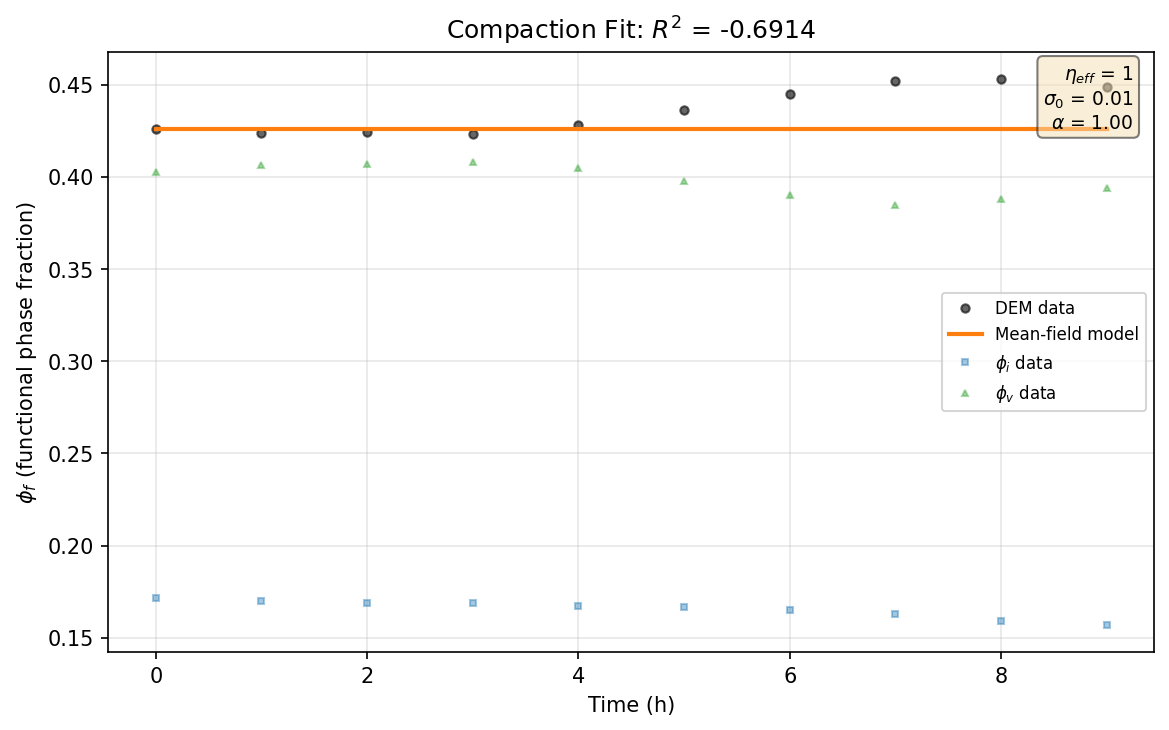 Compaction Fit: R² = -0.6914
η_eff = 1
σ₀ = 0.01
α = 1.00
0.45
0.40
0.35
0.30
0.25
0.20
0.15
ϕ_f (functional phase fraction)
DEM data
Mean-field model
ϕ_i data
ϕ_v data
0 2 4 6 8
Time (h)